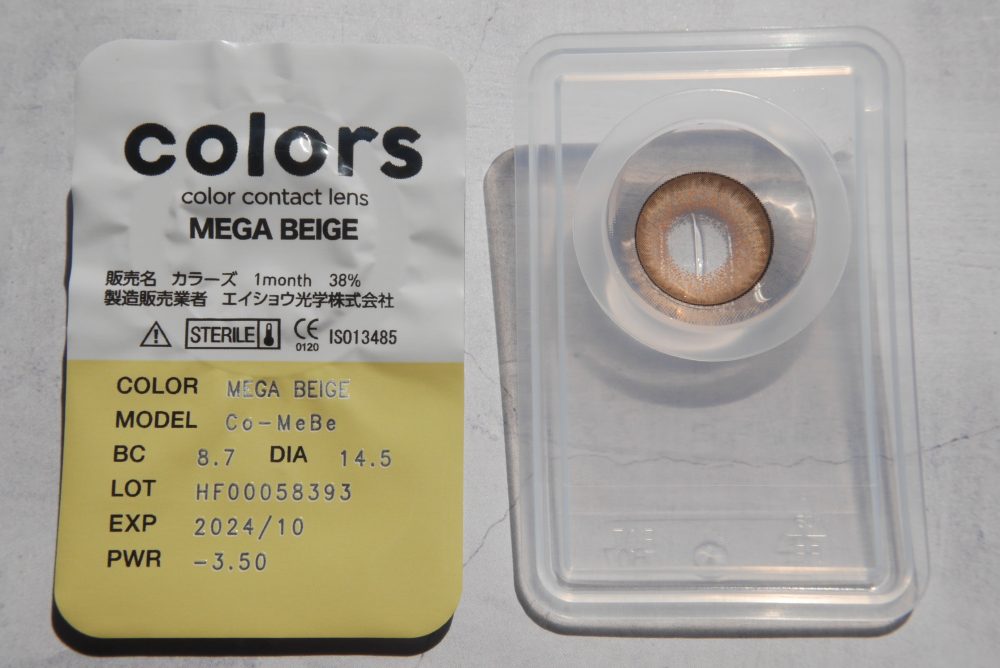 colors
color contact lens
MEGA BEIGE
販売名 カラーズ 1month 38%
製造販売業者 エイショウ光学株式会社
STERILE CE 0120 ISO13485
COLOR MEGA BEIGE
MODEL Co-MeBe
BC 8.7 DIA 14.5
LOT HF00058393
EXP 2024/10
PWR -3.50